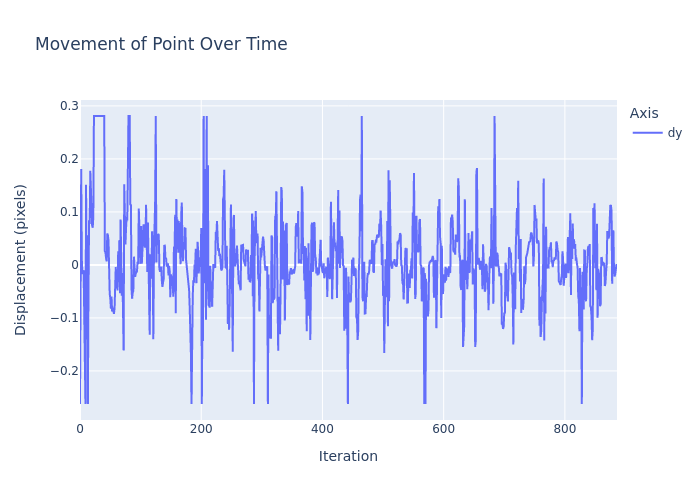 Movement of Point Over Time
Axis
dy
0.3
0.2
0.1
0
−0.1
−0.2
0
200
400
600
800
Displacement (pixels)
Iteration